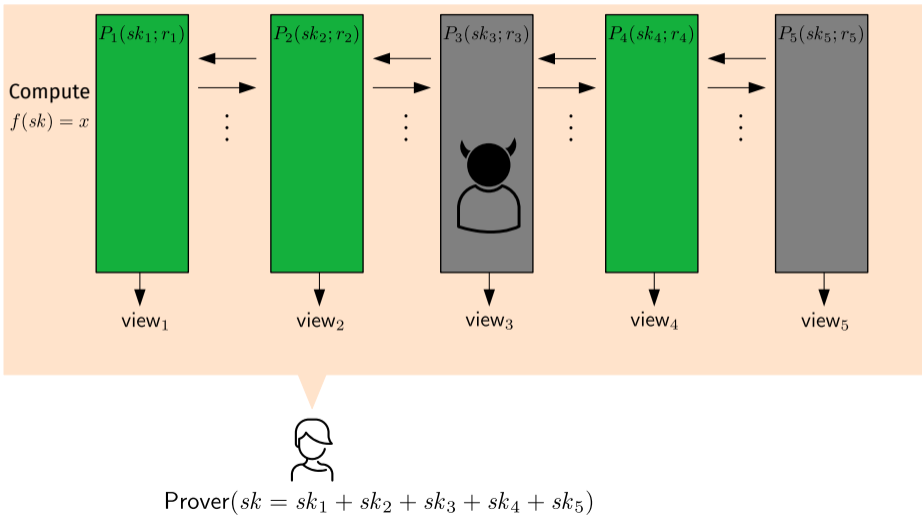 P₁(sk₁; r₁) P₂(sk₂; r₂) P₃(sk₃; r₃) P₄(sk₄; r₄) P₅(sk₅; r₅)
Compute
f(sk) = x
view₁ view₂ view₃ view₄ view₅
Prover(sk = sk₁ + sk₂ + sk₃ + sk₄ + sk₅)